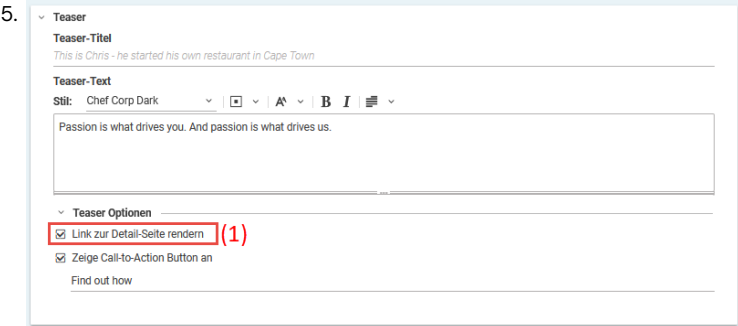 5.
Teaser
Teaser-Titel
This is Chris - he started his own restaurant in Cape Town
Teaser-Text
Stil: Chef Corp Dark A B I
Passion is what drives you. And passion is what drives us.
Teaser Optionen
Link zur Detail-Seite rendern (1)
Zeige Call-to-Action Button an
Find out how